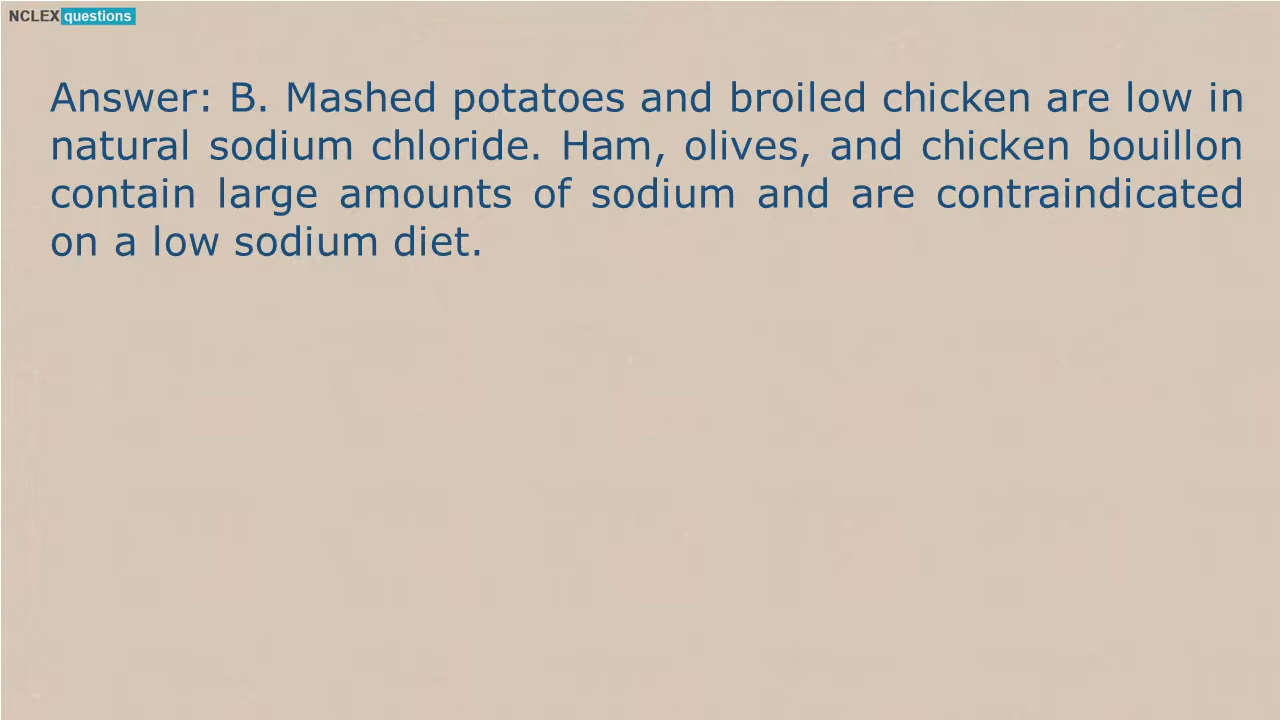 NCLEX questions
Answer: B. Mashed potatoes and broiled chicken are low in
natural sodium chloride. Ham, olives, and chicken bouillon
contain large amounts of sodium and are contraindicated
on a low sodium diet.